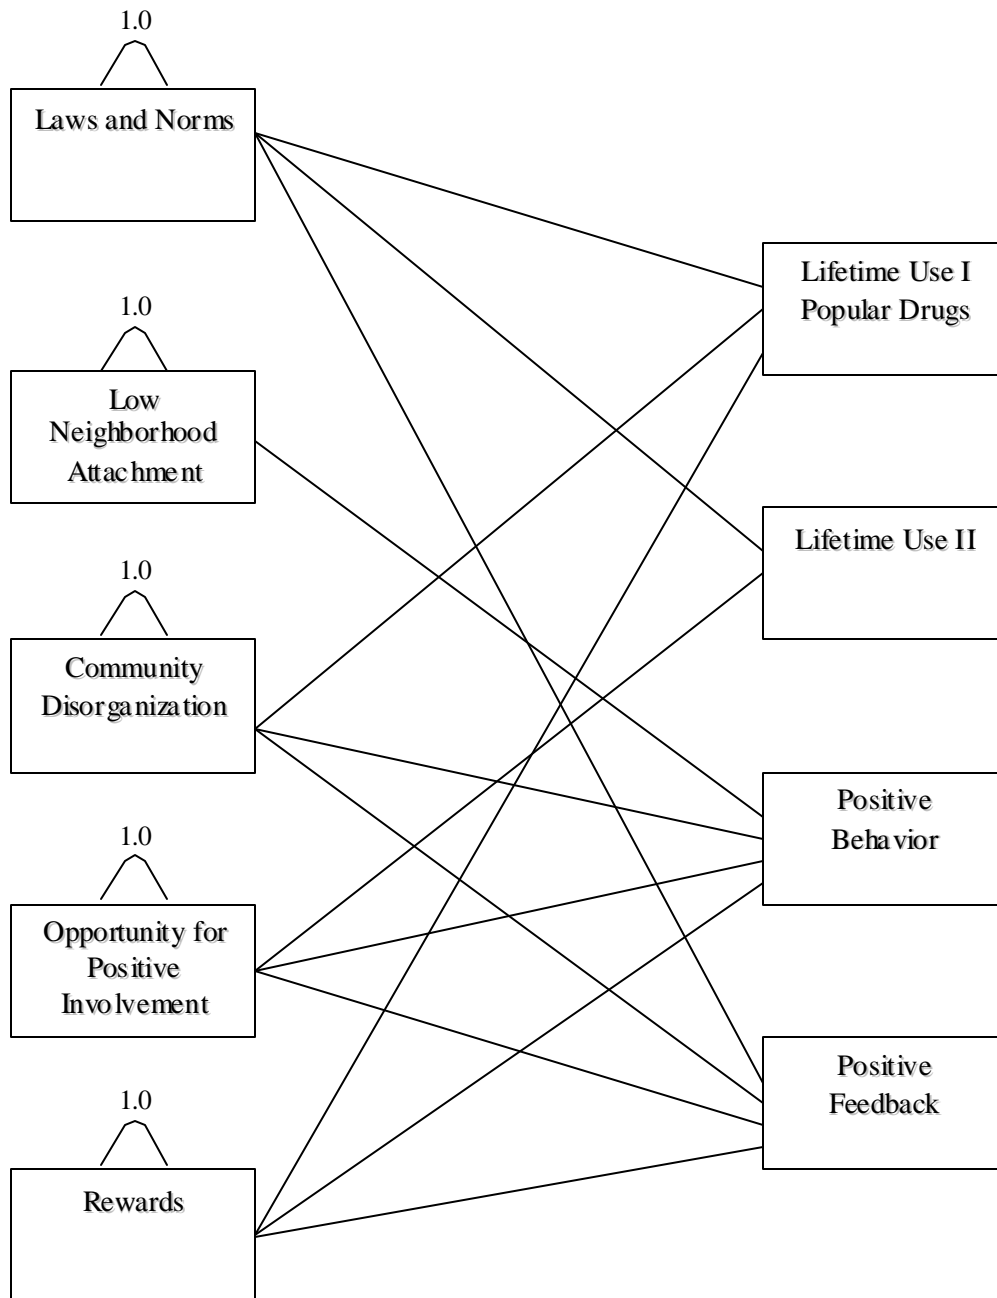 1.0
Laws and Norms
1.0
Low
Neighborhood
Attachment
1.0
Community
Disorganization
1.0
Opportunity for
Positive
Involvement
1.0
Rewards
Lifetime Use I
Popular Drugs
Lifetime Use II
Positive
Behavior
Positive
Feedback